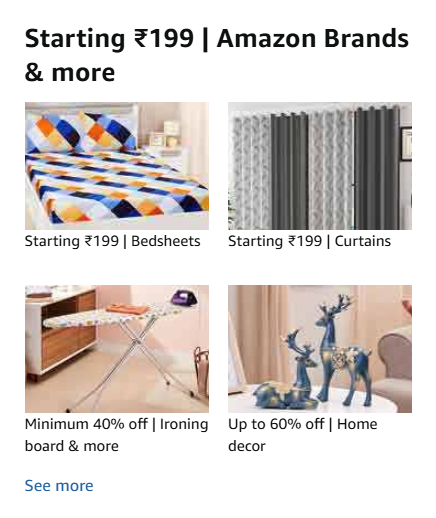 Starting ₹199 | Amazon Brands
& more
Starting ₹199 | Bedsheets
Starting ₹199 | Curtains
Minimum 40% off | Ironing
board & more
Up to 60% off | Home
decor
See more